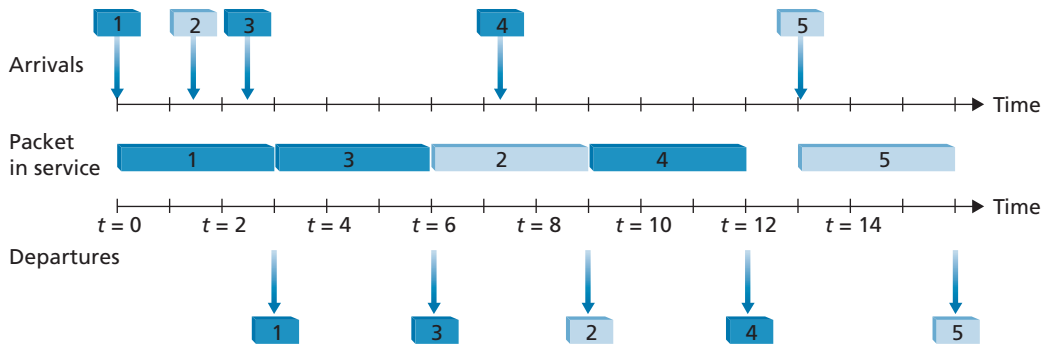 1 2 3 4 5
Arrivals
Time
Packet
in service
1 3 2 4 5
Time
t = 0 t = 2 t = 4 t = 6 t = 8 t = 10 t = 12 t = 14
Departures
1 3 2 4 5